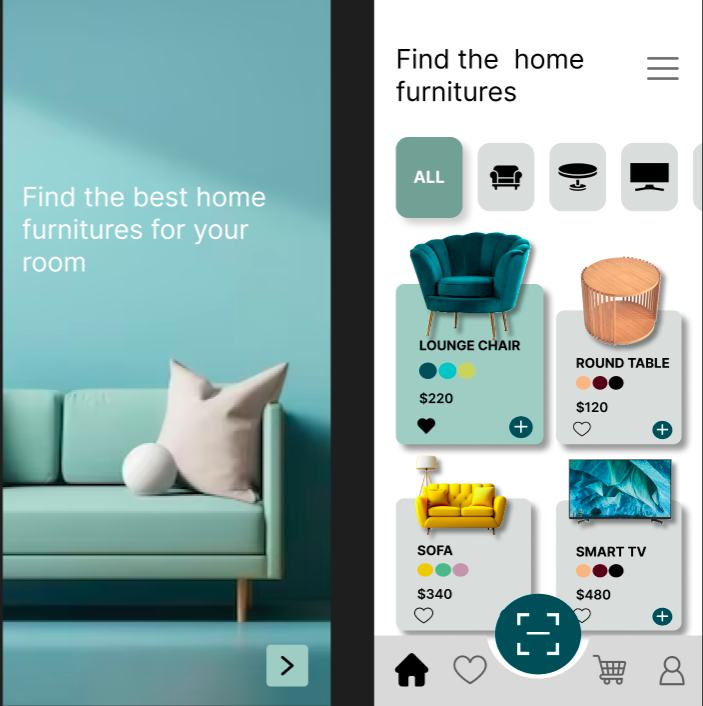 Find the best home
furnitures for your
room
Find the home
furnitures
ALL
LOUNGE CHAIR
$220
ROUND TABLE
$120
SOFA
$340
SMART TV
$480